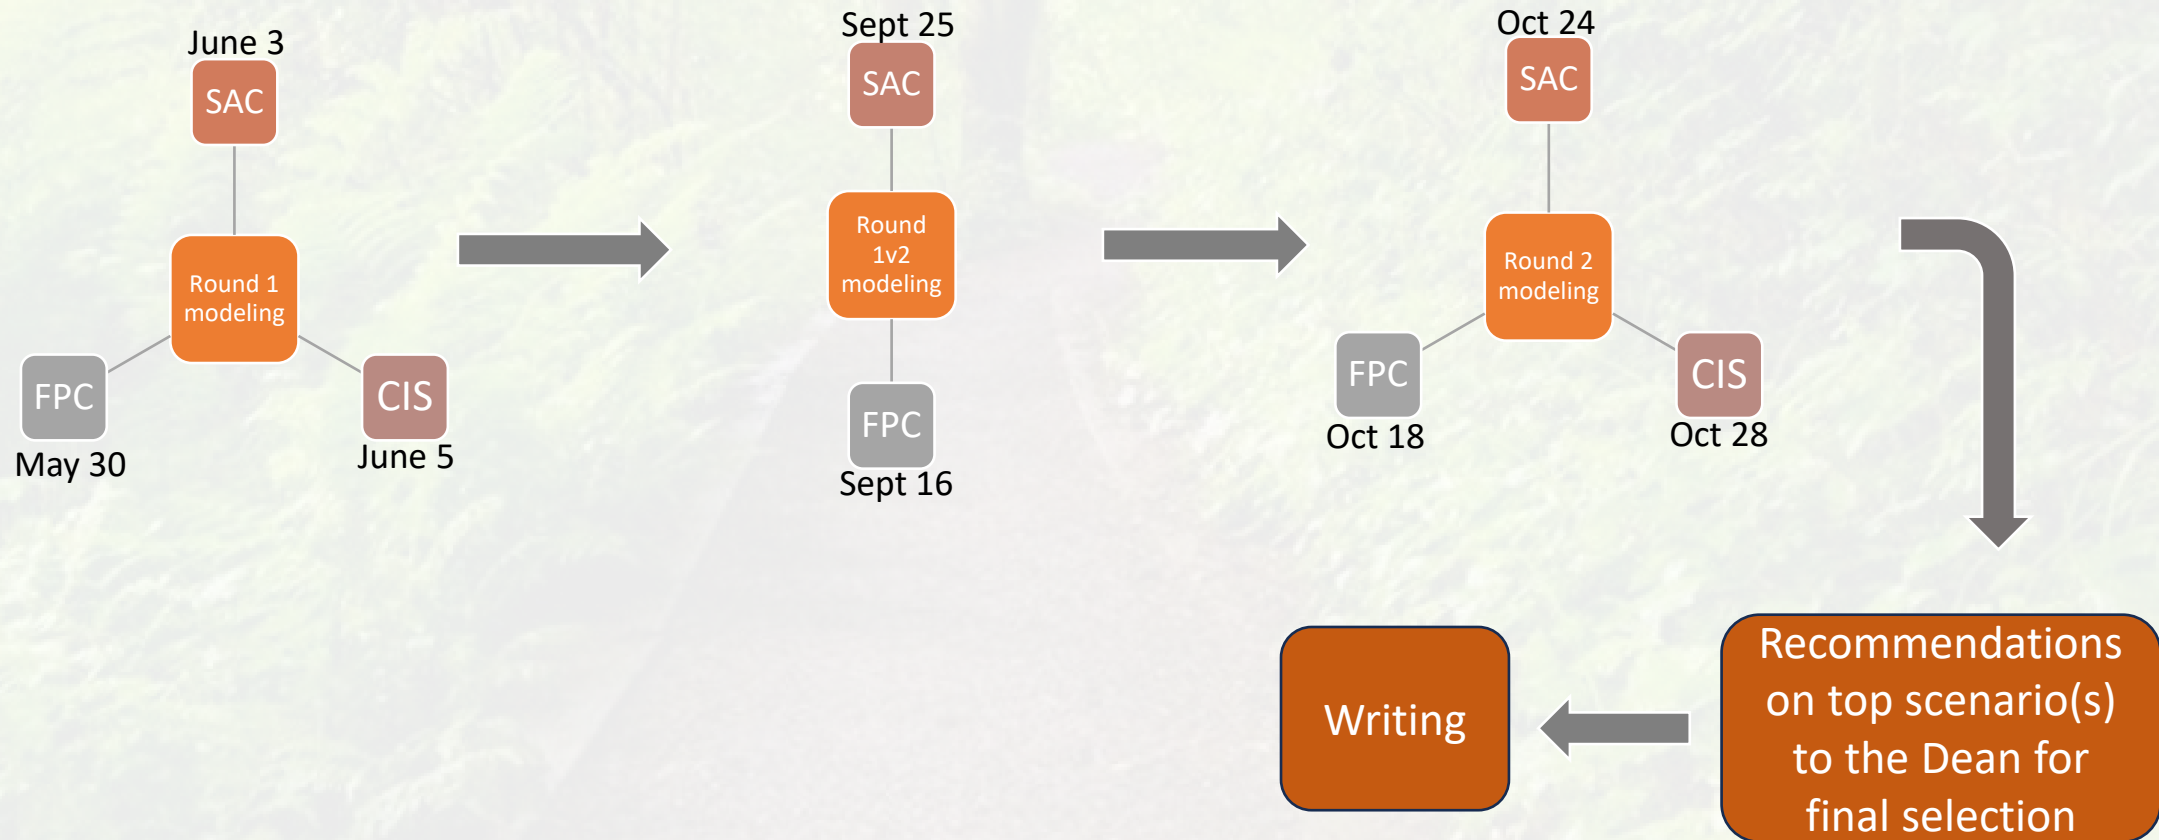 June 3
SAC
Round 1
modeling
FPC
May 30
CIS
June 5
Sept 25
SAC
Round
1v2
modeling
FPC
Sept 16
Oct 24
SAC
Round 2
modeling
FPC
Oct 18
CIS
Oct 28
Recommendations
on top scenario(s)
to the Dean for
final selection
Writing